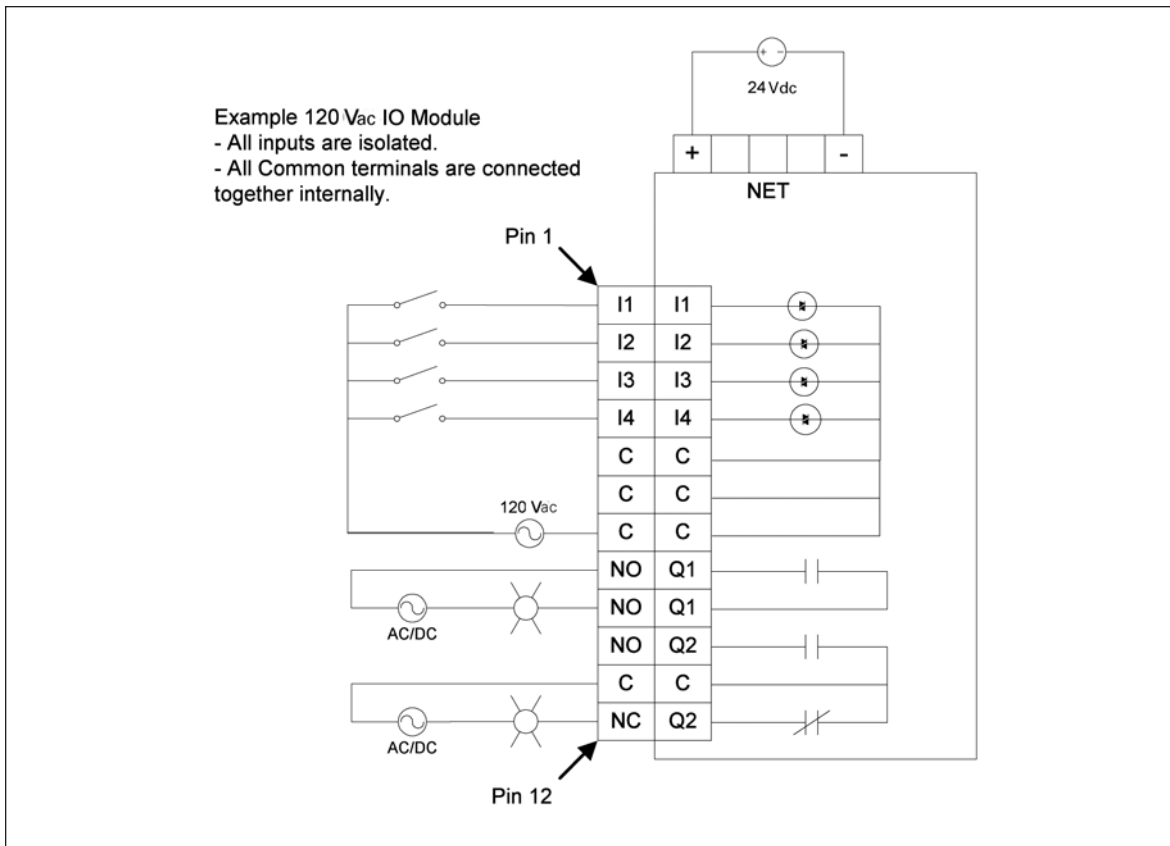 24Vdc
Example 120 Vac IO Module
- All inputs are isolated.
- All Common terminals are connected
together internally.
+ -
NET
Pin 1
I1 I1
I2 I2
I3 I3
I4 I4
C C
C C
120 Vac
C C
NO Q1
NO Q1
AC/DC
NO Q2
C C
NC Q2
AC/DC
Pin 12